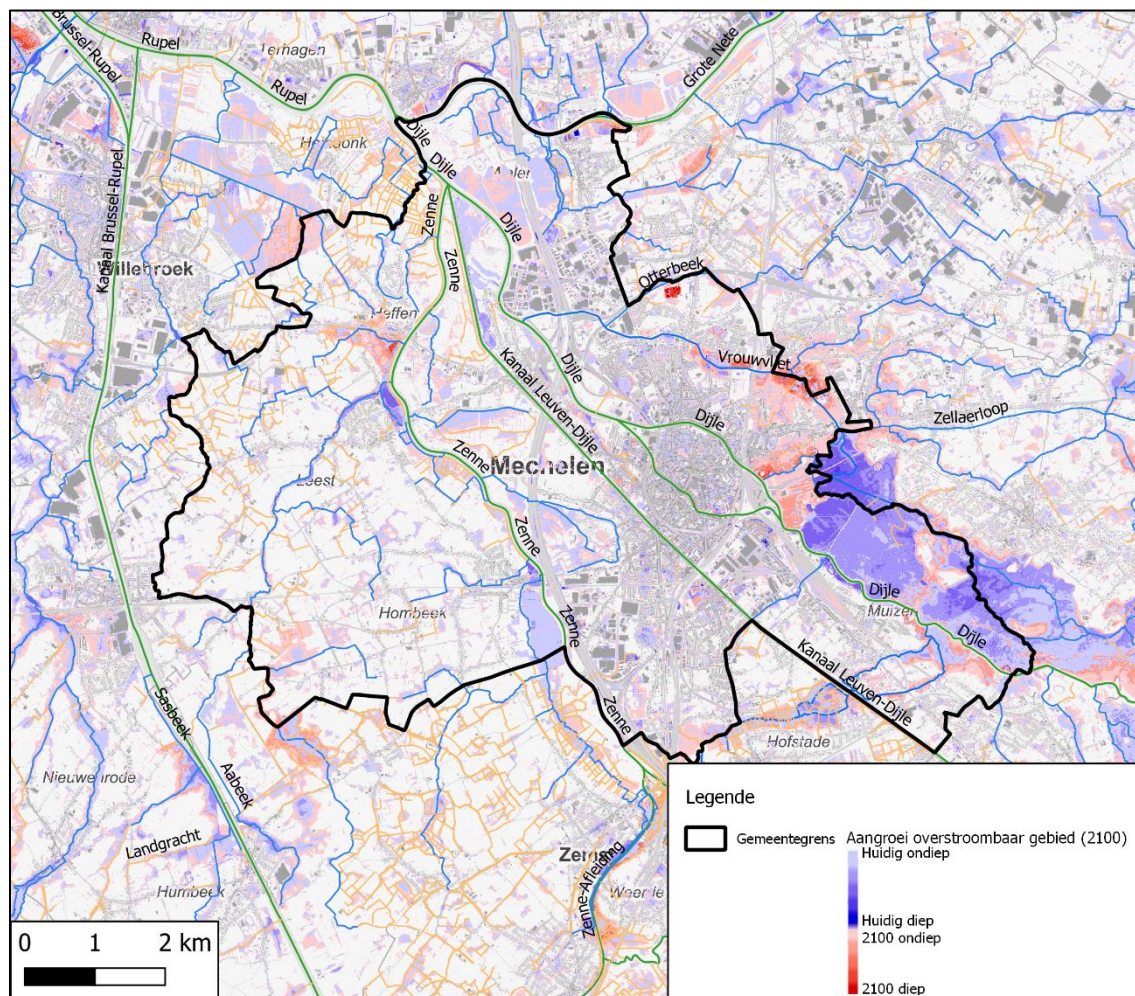 Brussel-Rupel
Rupel
Terhagen
Rupel
Grote Nete
Kanaal Brussel-Rupel
Dijle
Dijle
Zenne
Dijle
Zenne
Willebroek
Otterbeek
Heffen
Dijle
Vrouwvliet
Kanaal Leuven-Dijle
Zellaerloop
Dijle
Zenne
Mechelen
Leest
Zenne
Dijle
Muizen
Hombeek
Zenne
Dijle
Kanaal Leuven-Dijle
Sasbeek
Zenne
Hofstade
Nieuwenrode
Aabeek
Landgracht
Humbeek
Zemst
Zenne-Afleiding
Weerde
Legende
Gemeentegrens
Aangroei overstroombaar gebied (2100)
Huidig ondiep
Huidig diep
2100 ondiep
2100 diep
0 1 2 km